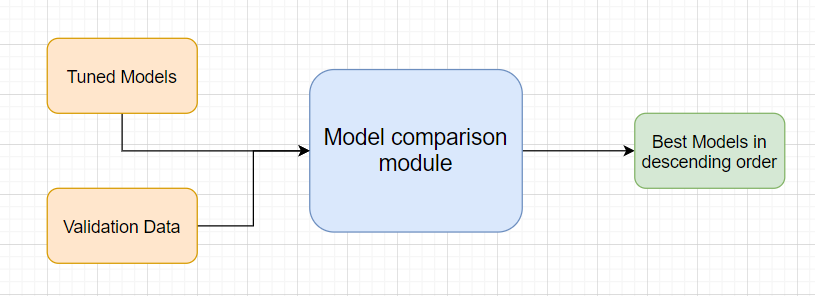 Tuned Models
Model comparison
module
Best Models in
descending order
Validation Data